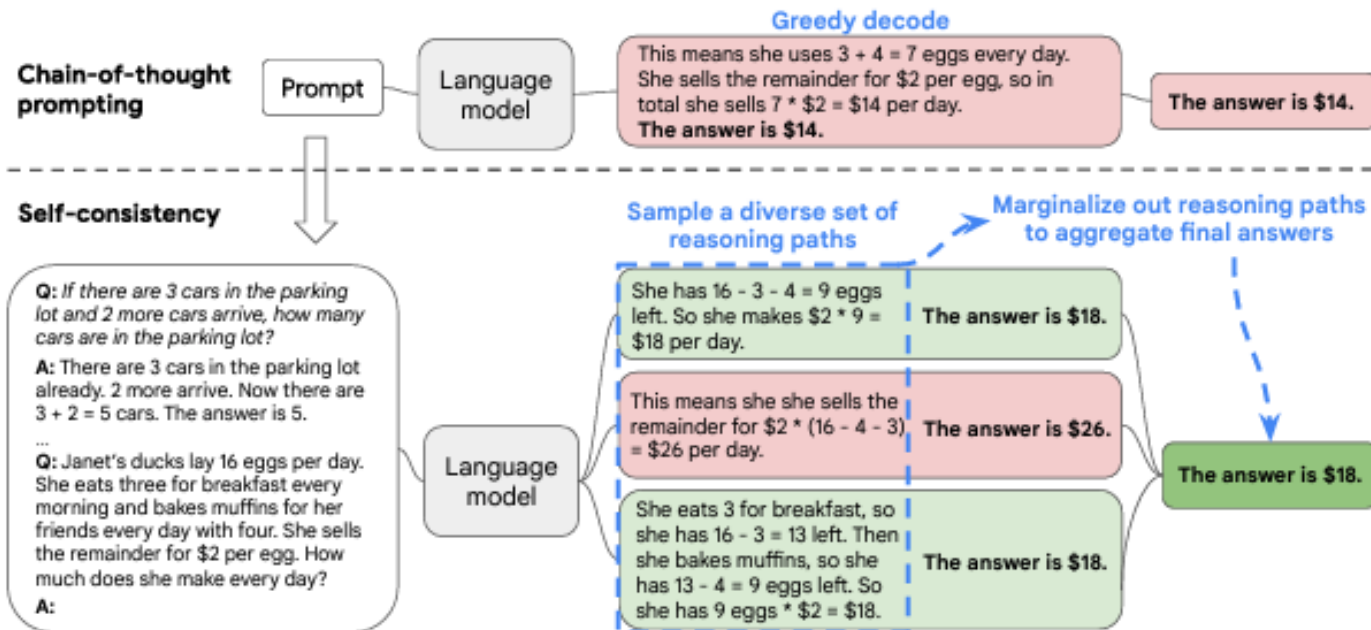 Greedy decode
Chain-of-thought
prompting
Prompt
Language
model
This means she uses 3 + 4 = 7 eggs every day.
She sells the remainder for $2 per egg, so in
total she sells 7 * $2 = $14 per day.
The answer is $14.
The answer is $14.
Self-consistency
Sample a diverse set of
reasoning paths
Marginalize out reasoning paths
to aggregate final answers
Q: If there are 3 cars in the parking
lot and 2 more cars arrive, how many
cars are in the parking lot?
A: There are 3 cars in the parking lot
already. 2 more arrive. Now there are
3 + 2 = 5 cars. The answer is 5.
...
Q: Janet's ducks lay 16 eggs per day.
She eats three for breakfast every
morning and bakes muffins for her
friends every day with four. She sells
the remainder for $2 per egg. How
much does she make every day?
A:
Language
model
She has 16 - 3 - 4 = 9 eggs
left. So she makes $2 * 9 =
$18 per day.
The answer is $18.
This means she she sells the
remainder for $2 * (16 - 4 - 3)
= $26 per day.
The answer is $26.
She eats 3 for breakfast, so
she has 16 - 3 = 13 left. Then
she bakes muffins, so she
has 13 - 4 = 9 eggs left. So
she has 9 eggs * $2 = $18.
The answer is $18.
The answer is $18.